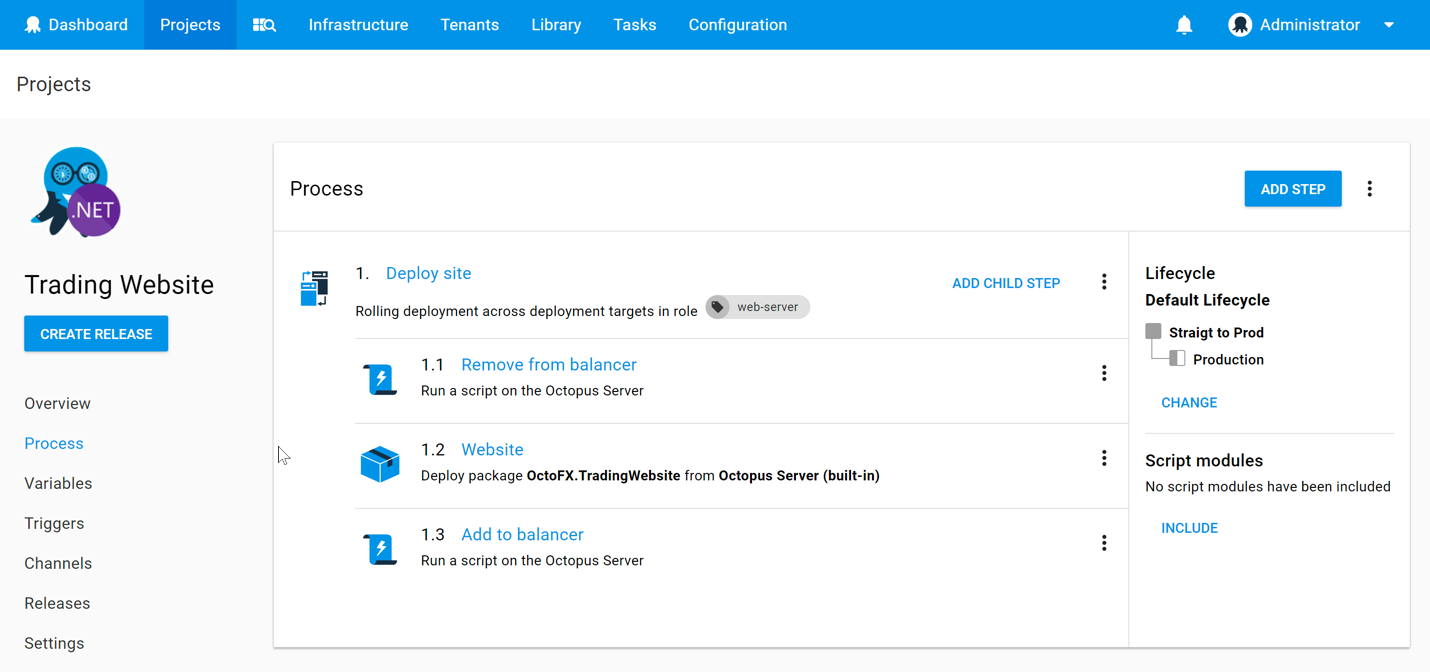 Dashboard Projects Infrastructure Tenants Library Tasks Configuration Administrator
Projects
.NET
Trading Website
CREATE RELEASE
Overview
Process
Variables
Triggers
Channels
Releases
Settings
Process
ADD STEP
1. Deploy site
ADD CHILD STEP
Rolling deployment across deployment targets in role web-server
1.1 Remove from balancer
Run a script on the Octopus Server
1.2 Website
Deploy package OctoFX.TradingWebsite from Octopus Server (built-in)
1.3 Add to balancer
Run a script on the Octopus Server
Lifecycle
Default Lifecycle
Straigt to Prod
Production
CHANGE
Script modules
No script modules have been included
INCLUDE